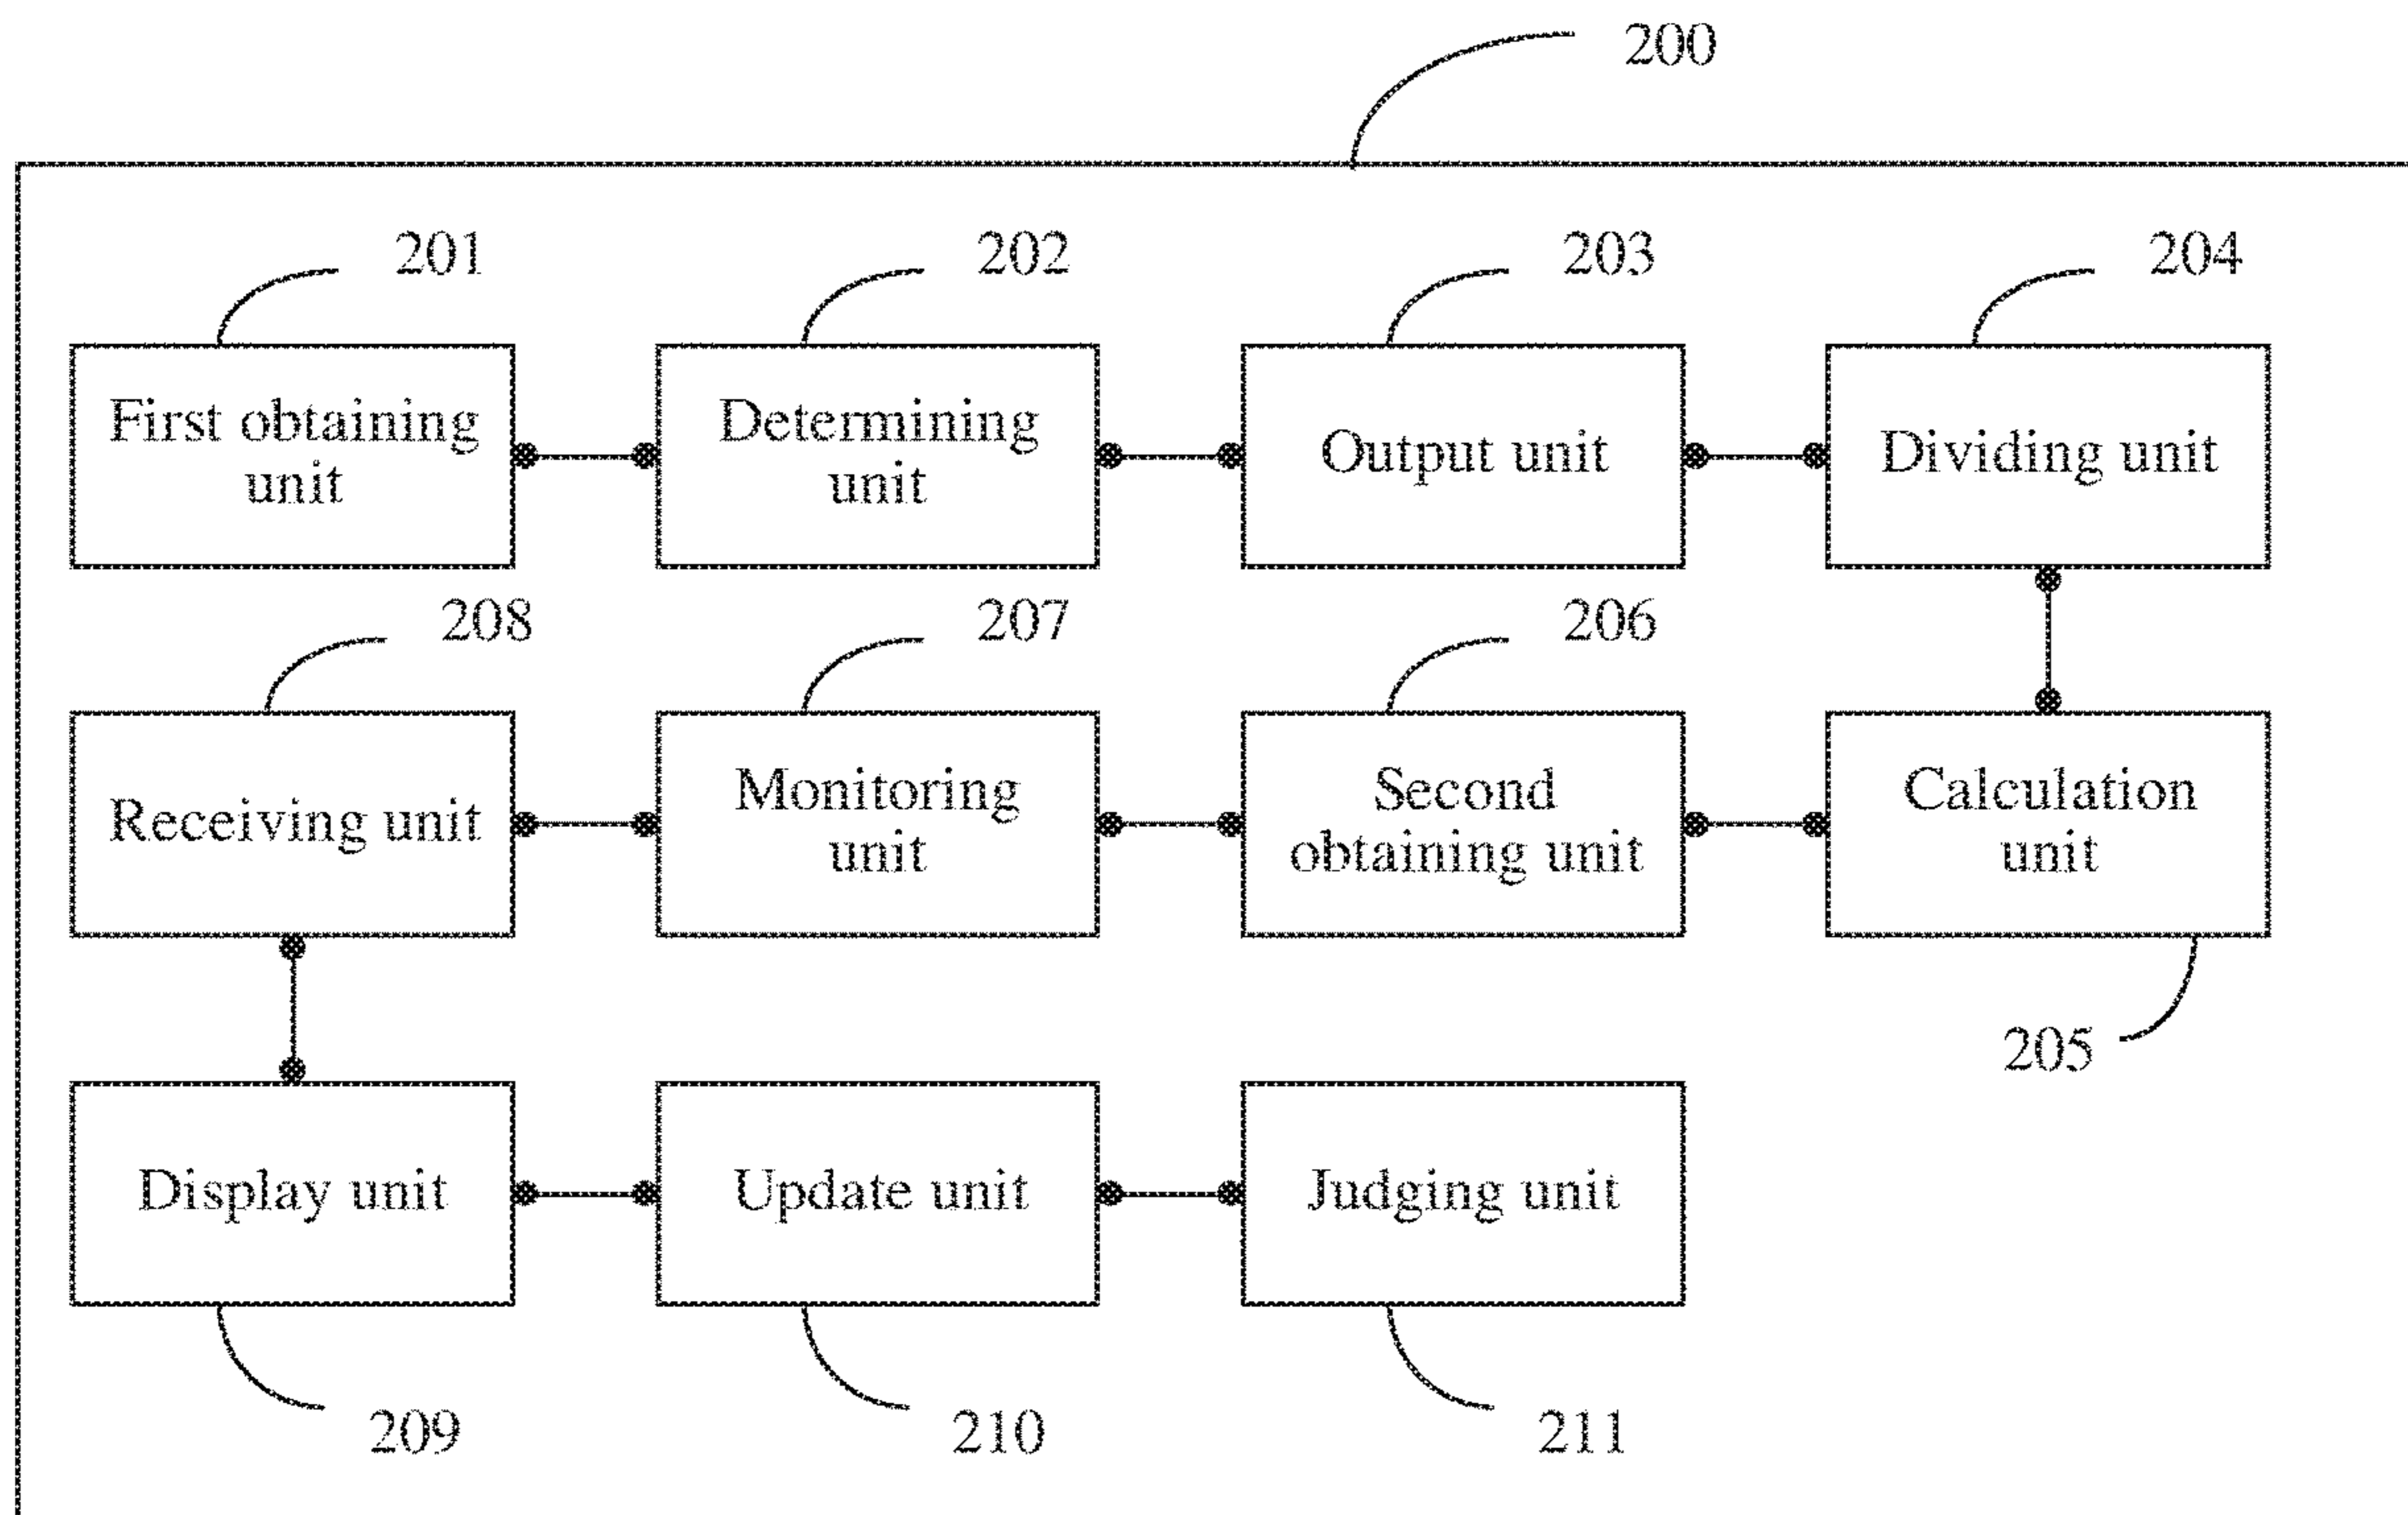 200
201
202
203
204
First obtaining
unit
Determining
unit
Output unit
Dividing unit
208
207
206
Receiving unit
Monitoring
unit
Second
obtaining unit
Calculation
unit
205
Display unit
Update unit
Judging unit
209
210
211